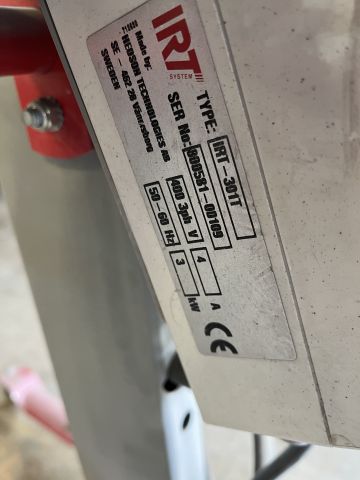 IRT
SYSTEM
Made by:
HEDSON TECHNOLOGIES AB
SE - 462 28 Vänersborg
SWEDEN
TYPE: IRT-301T
SER No: 800581-00109
400 3ph V 4 A
50-60 Hz 3 kW
CE